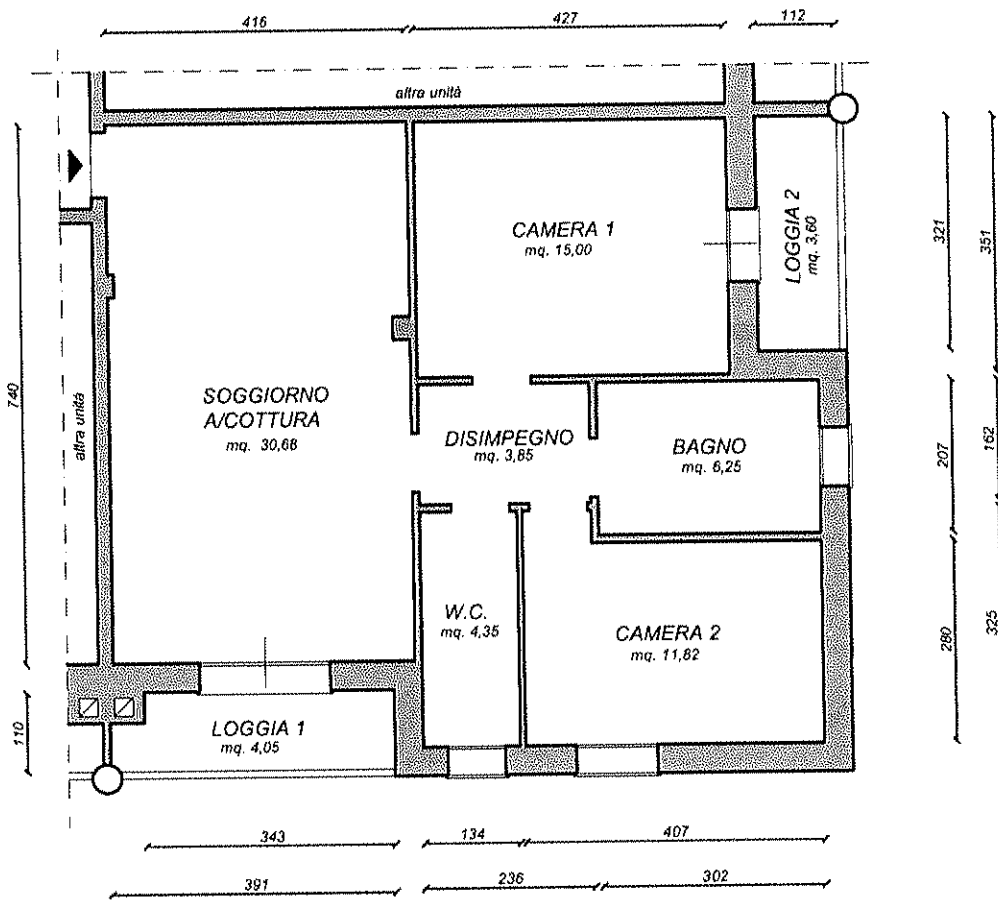 416
427
112
altra unità
CAMERA 1
mq. 15,00
LOGGIA 2
mq. 3,60
321
351
740
altra unità
SOGGIORNO
A/COTTURA
mq. 30,68
DISIMPEGNO
mq. 3,85
BAGNO
mq. 6,25
207
162
W.C.
mq. 4,35
CAMERA 2
mq. 11,82
280
325
110
LOGGIA 1
mq. 4,05
343
134
407
391
236
302